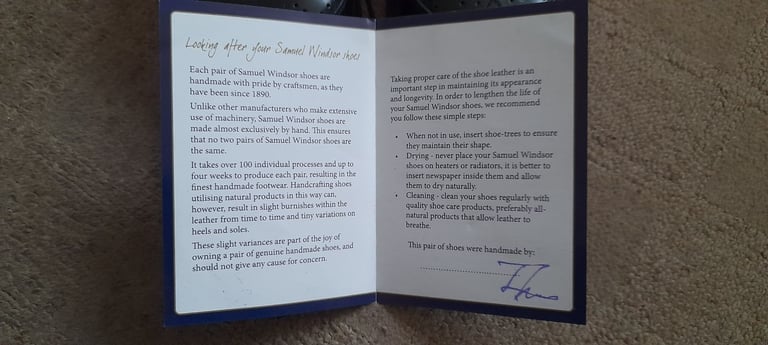 Looking after your Samuel Windsor shoes
Each pair of Samuel Windsor shoes are
handmade with pride by craftsmen, as they
have been since 1890.
Unlike other manufacturers who make extensive
use of machinery, Samuel Windsor shoes are
made almost exclusively by hand. This ensures
that no two pairs of Samuel Windsor shoes are
the same.
It takes over 100 individual processes and up to
four weeks to produce each pair, resulting in the
finest handmade footwear. Handcrafting shoes
utilising natural products in this way can,
however, result in slight burnishes within the
leather from time to time and tiny variations on
heels and soles.
These slight variances are part of the joy of
owning a pair of genuine handmade shoes, and
should not give any cause for concern.
Taking proper care of the shoe leather is an
important step in maintaining its appearance
and longevity. In order to lengthen the life of
your Samuel Windsor shoes, we recommend
you follow these simple steps:
• When not in use, insert shoe-trees to ensure
they maintain their shape.
• Drying - never place your Samuel Windsor
shoes on heaters or radiators, it is better to
insert newspaper inside them and allow
them to dry naturally.
• Cleaning - clean your shoes regularly with
quality shoe care products, preferably all-
natural products that allow leather to
breathe.
This pair of shoes were handmade by: